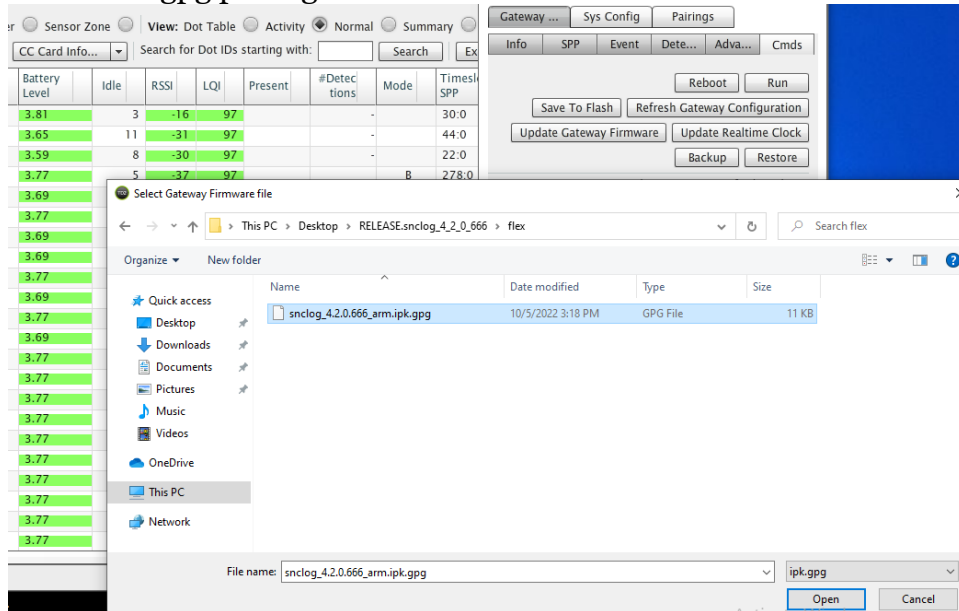 Sensor Zone View: Dot Table Activity Normal Summary
CC Card Info... Search for Dot IDs starting with: Search Ex
Battery Level Idle RSSI LQI Present #Detec tions Mode Timesl SPP
3.81 3 -16 97 - 30:0
3.65 11 -31 97 - 44:0
3.59 8 -30 97 - 22:0
3.77 5 -37 97 B 278:0
3.69
3.77
3.69
3.69
3.77
3.69
3.77
3.69
3.77
3.77
3.77
3.77
3.77
3.77
3.77
3.77
3.77
3.77
Gateway ... Sys Config Pairings
Info SPP Event Dete... Adva... Cmds
Reboot Run
Save To Flash Refresh Gateway Configuration
Update Gateway Firmware Update Realtime Clock
Backup Restore
Select Gateway Firmware file
This PC > Desktop > RELEASE.snclog_4_2_0_666 > flex
Search flex
Organize New folder
Name Date modified Type Size
snclog_4.2.0.666_arm.ipk.gpg 10/5/2022 3:18 PM GPG File 11 KB
Quick access
Desktop
Downloads
Documents
Pictures
Music
Videos
OneDrive
This PC
Network
File name: snclog_4.2.0.666_arm.ipk.gpg ipk.gpg
Open Cancel